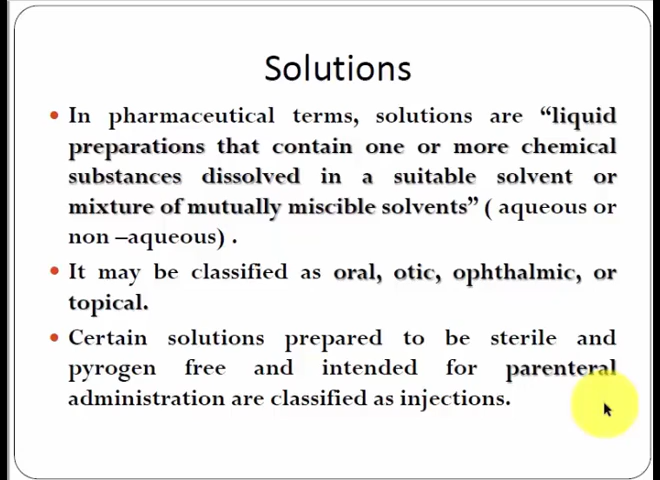 Solutions
• In pharmaceutical terms, solutions are “liquid
preparations that contain one or more chemical
substances dissolved in a suitable solvent or
mixture of mutually miscible solvents” ( aqueous or
non –aqueous) .
• It may be classified as oral, otic, ophthalmic, or
topical.
• Certain solutions prepared to be sterile and
pyrogen free and intended for parenteral
administration are classified as injections.